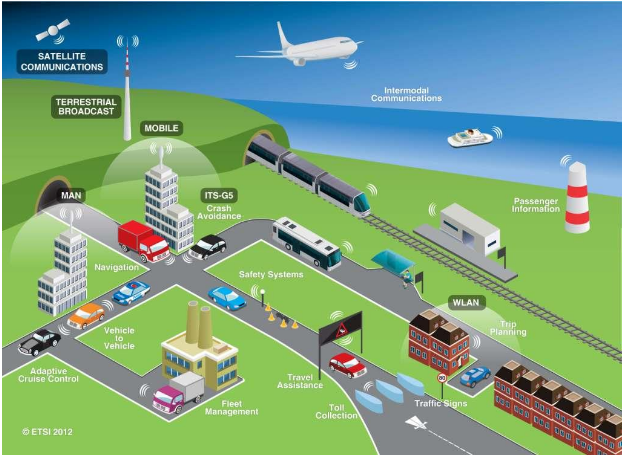 SATELLITE
COMMUNICATIONS
TERRESTRIAL
BROADCAST
MOBILE
Intermodal
Communications
MAN
ITS-G5
Crash
Avoidance
Passenger
Information
Navigation
Safety Systems
WLAN
Vehicle
to
Vehicle
Trip
Planning
Adaptive
Cruise Control
Travel
Assistance
Fleet
Management
Toll
Collection
80
Traffic Signs
© ETSI 2012